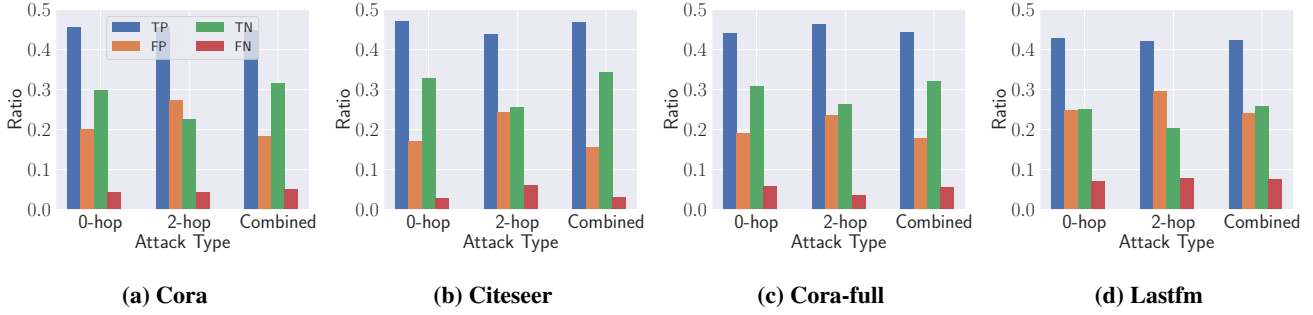 0.5
0.4
0.3
0.2
0.1
0.0
Ratio
TP
FP
TN
FN
0-hop 2-hop Combined
Attack Type
(a) Cora
0.5
0.4
0.3
0.2
0.1
0.0
Ratio
0-hop 2-hop Combined
Attack Type
(b) Citeseer
0.5
0.4
0.3
0.2
0.1
0.0
Ratio
0-hop 2-hop Combined
Attack Type
(c) Cora-full
0.5
0.4
0.3
0.2
0.1
0.0
Ratio
0-hop 2-hop Combined
Attack Type
(d) Lastfm